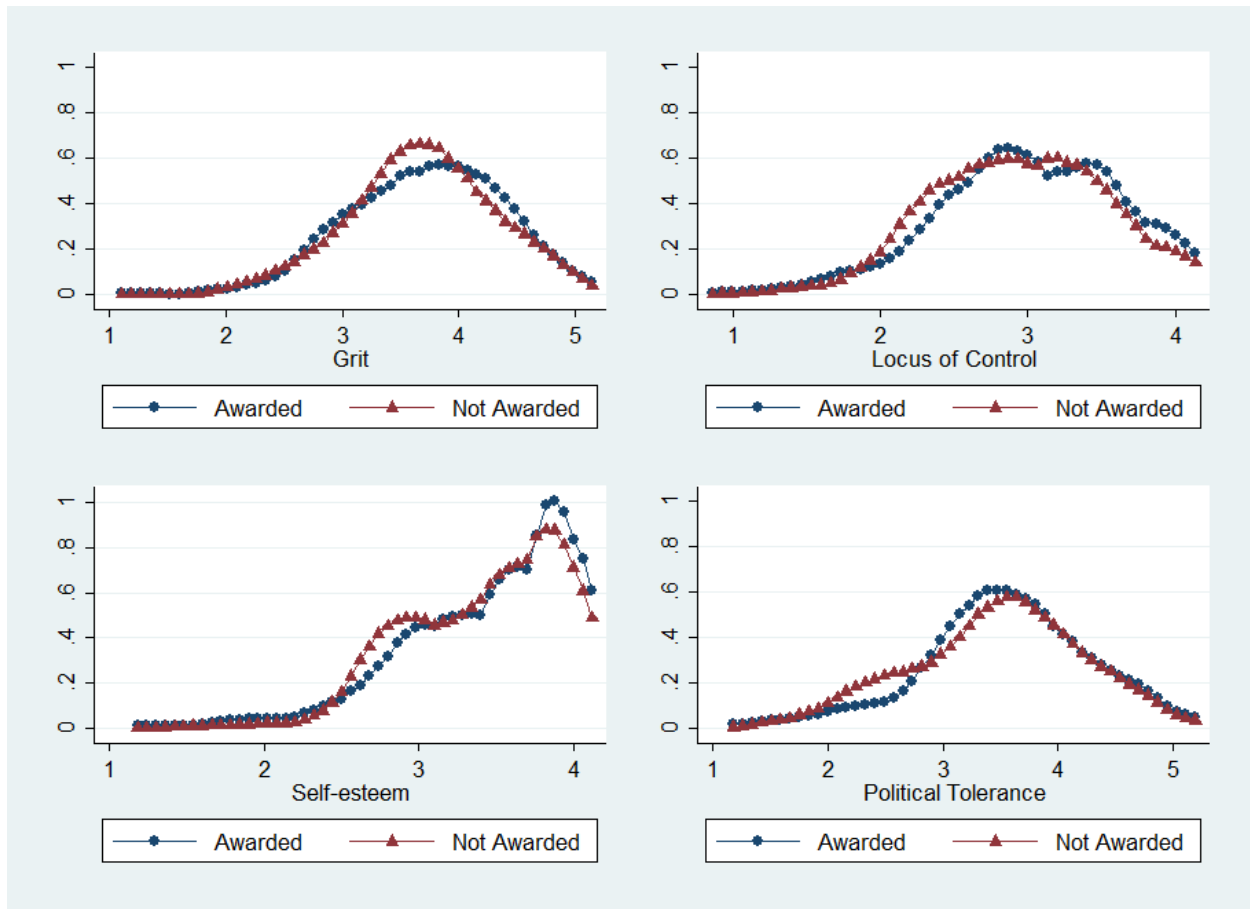 1
.8
.6
.4
.2
0
1 2 3 4 5
Grit
Awarded Not Awarded
1
.8
.6
.4
.2
0
1 2 3 4
Locus of Control
Awarded Not Awarded
1
.8
.6
.4
.2
0
1 2 3 4
Self-esteem
Awarded Not Awarded
1
.8
.6
.4
.2
0
1 2 3 4 5
Political Tolerance
Awarded Not Awarded